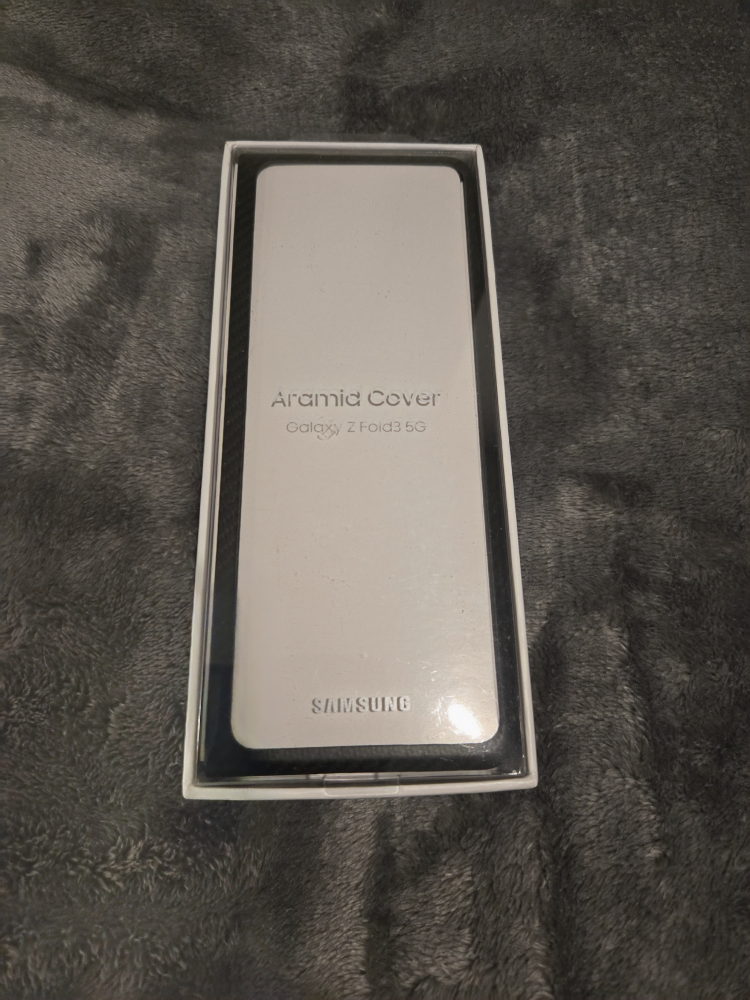 Aramid Cover
Galaxy Z Fold3 5G
SAMSUNG